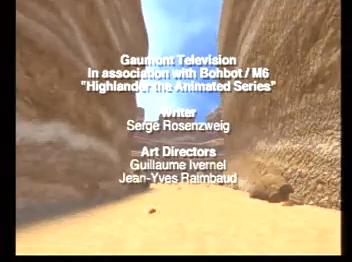 Gaumont Television
In association with Bohbot / M6
"Highlander the Animated Series"
Writer
Serge Rosenzweig
Art Directors
Guillaume Ivernel
Jean-Yves Raimbaud